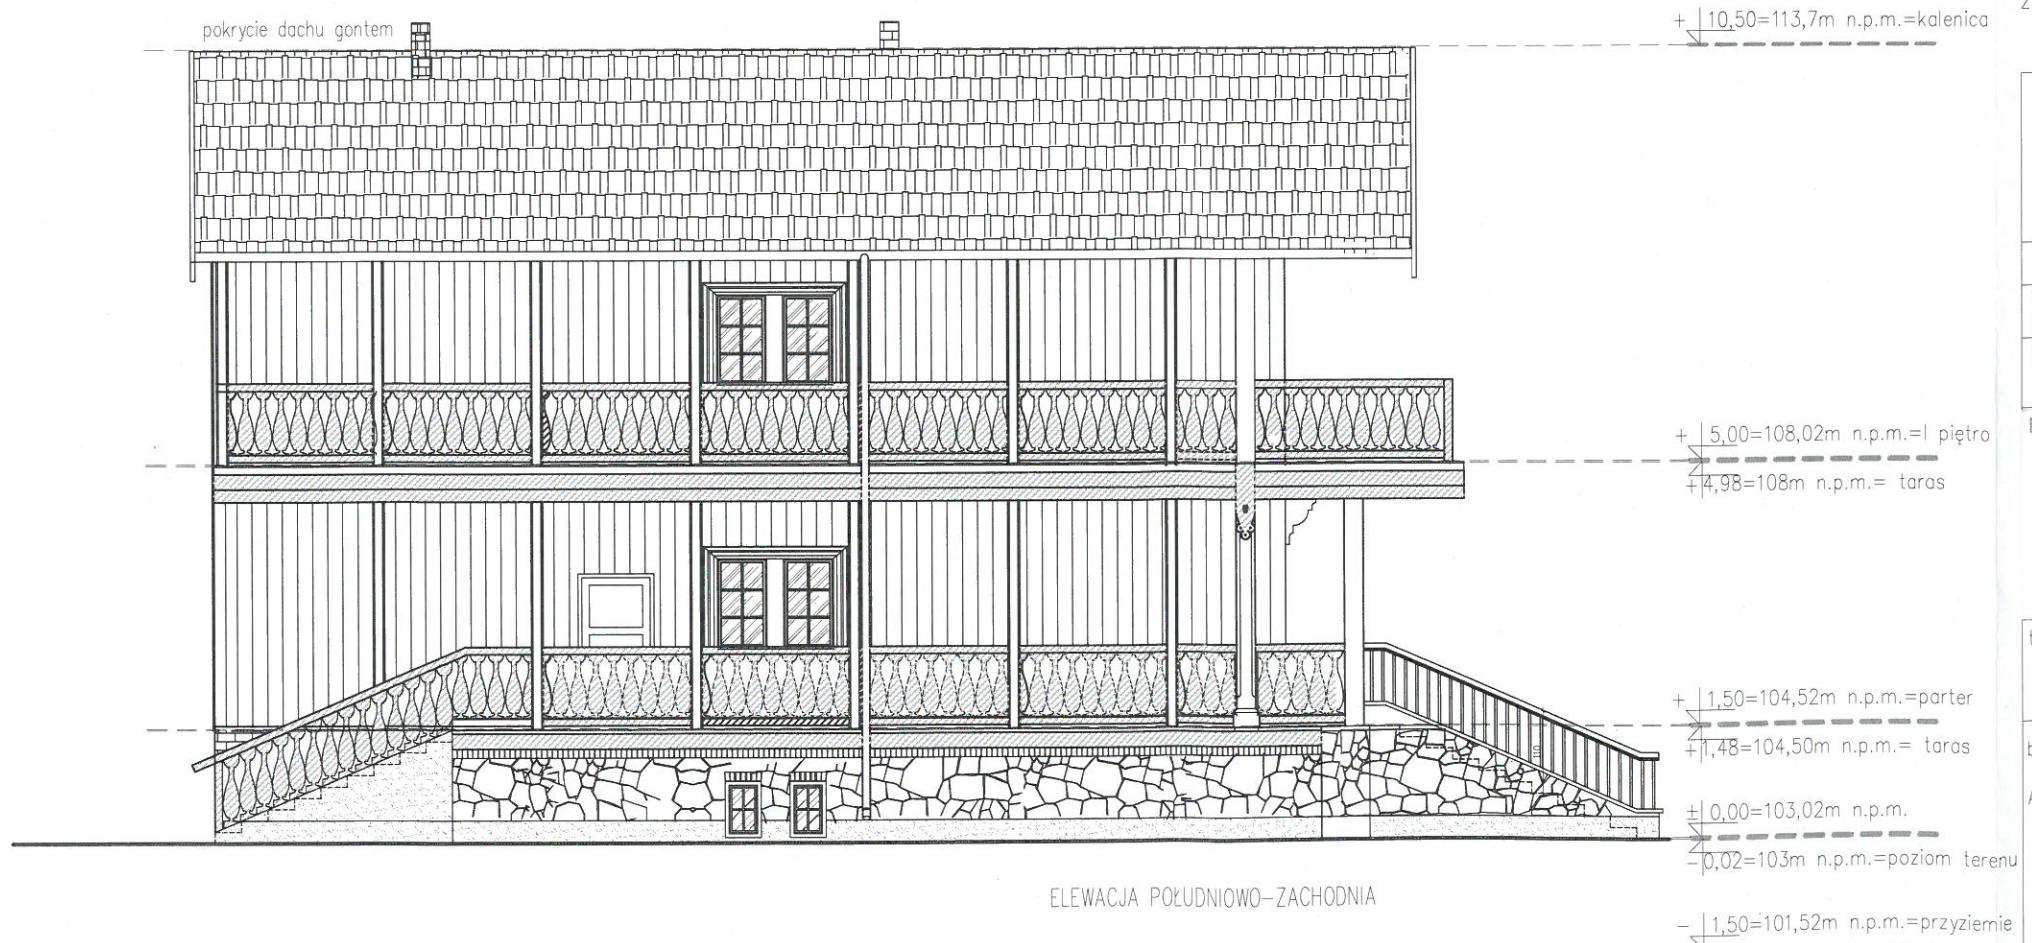 pokrycie dachu gontem
+ 10,50=113,7m n.p.m.=kalenica
+ 5,00=108,02m n.p.m.=I piętro
+4,98=108m n.p.m.= taras
+ 1,50=104,52m n.p.m.=parter
+1,48=104,50m n.p.m.= taras
± 0,00=103,02m n.p.m.
-0,02=103m n.p.m.=poziom terenu
ELEWACJA POŁUDNIOWO-ZACHODNIA
- 1,50=101,52m n.p.m.=przyziemie